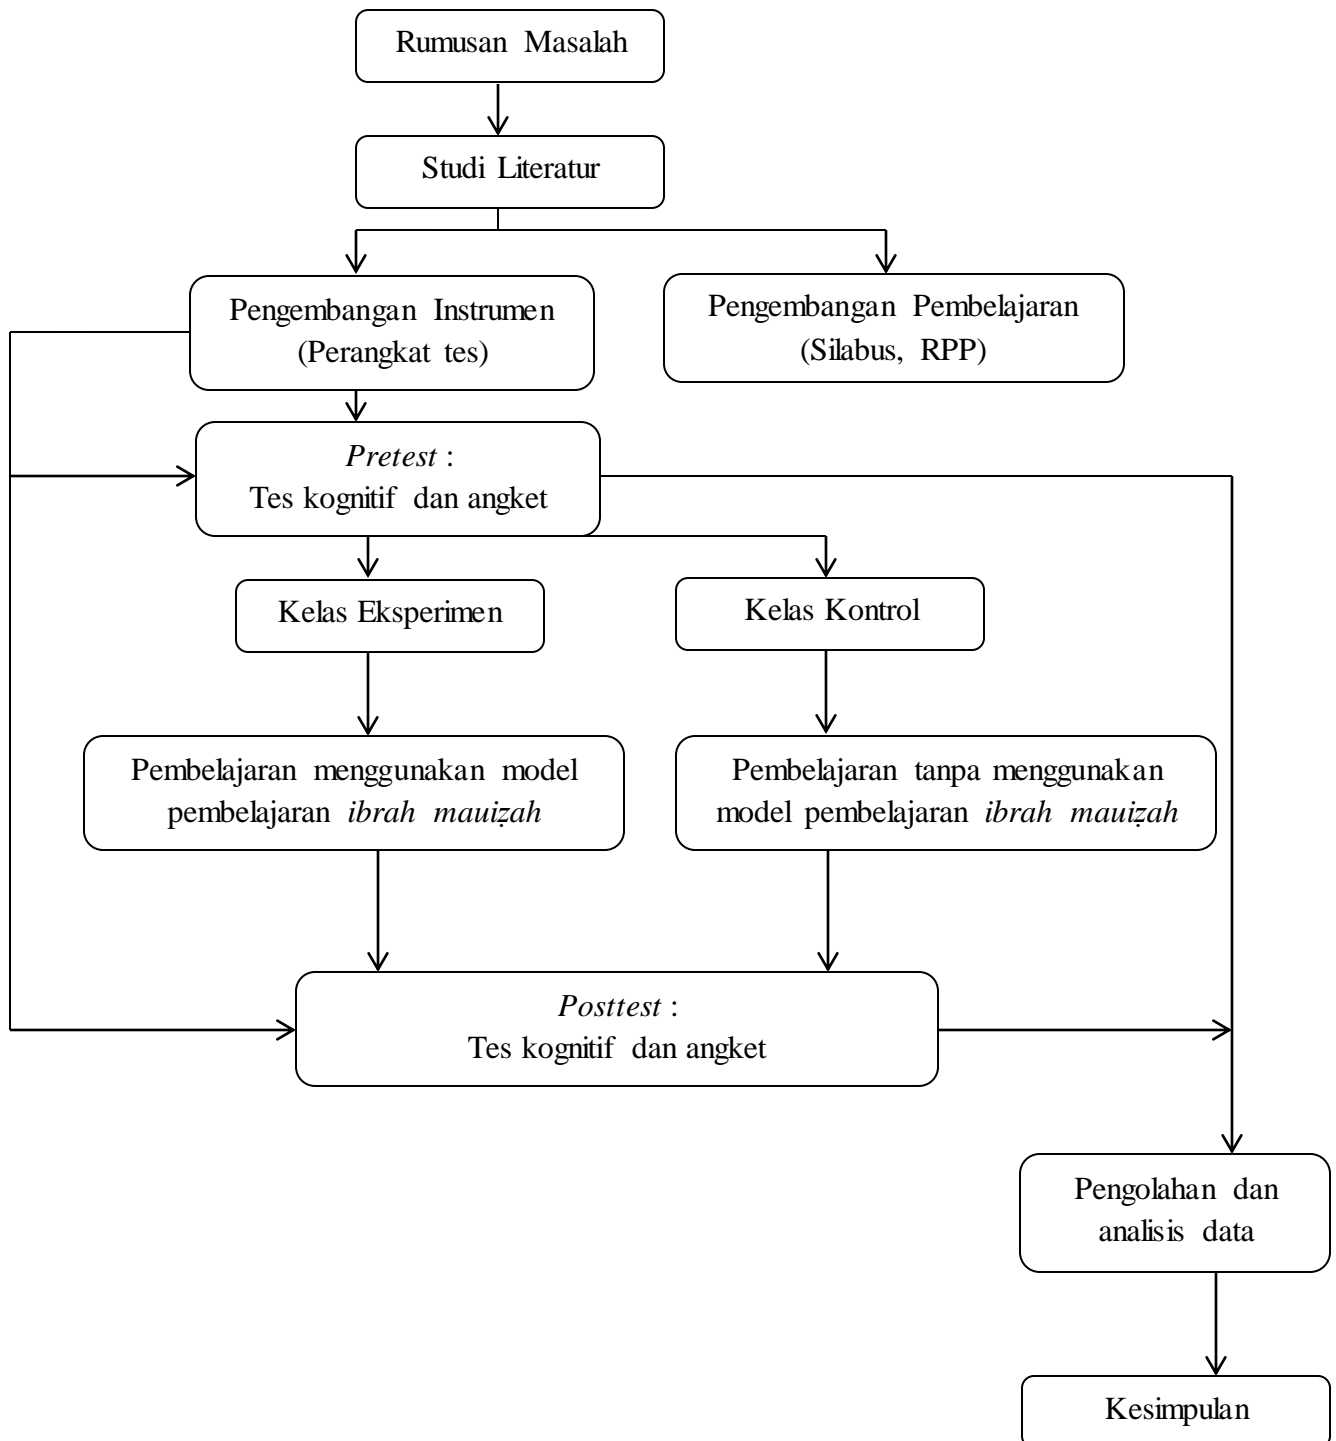 Rumusan Masalah
Studi Literatur
Pengembangan Instrumen
(Perangkat tes)
Pengembangan Pembelajaran
(Silabus, RPP)
Pretest :
Tes kognitif dan angket
Kelas Eksperimen
Kelas Kontrol
Pembelajaran menggunakan model
pembelajaran ibrah mauiẓah
Pembelajaran tanpa menggunakan
model pembelajaran ibrah mauiẓah
Posttest :
Tes kognitif dan angket
Pengolahan dan
analisis data
Kesimpulan